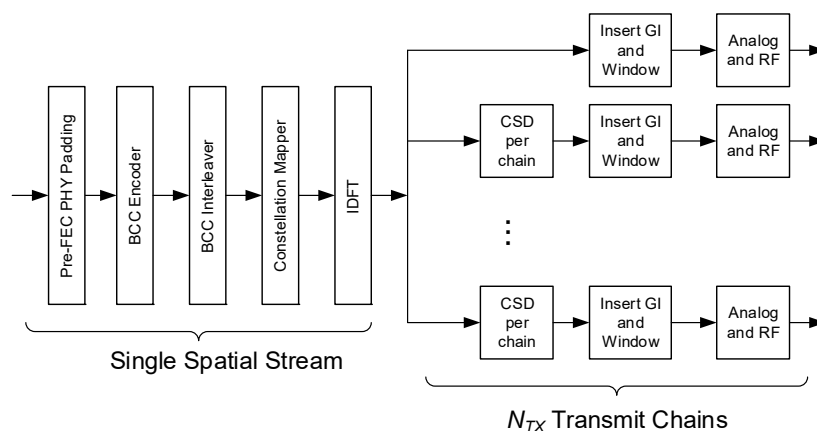 Pre-FEC PHY Padding
BCC Encoder
BCC Interleaver
Constellation Mapper
IDFT
Insert GI
and
Window
Analog
and RF
CSD
per
chain
Insert GI
and
Window
Analog
and RF
...
CSD
per
chain
Insert GI
and
Window
Analog
and RF
Single Spatial Stream
N_TX Transmit Chains